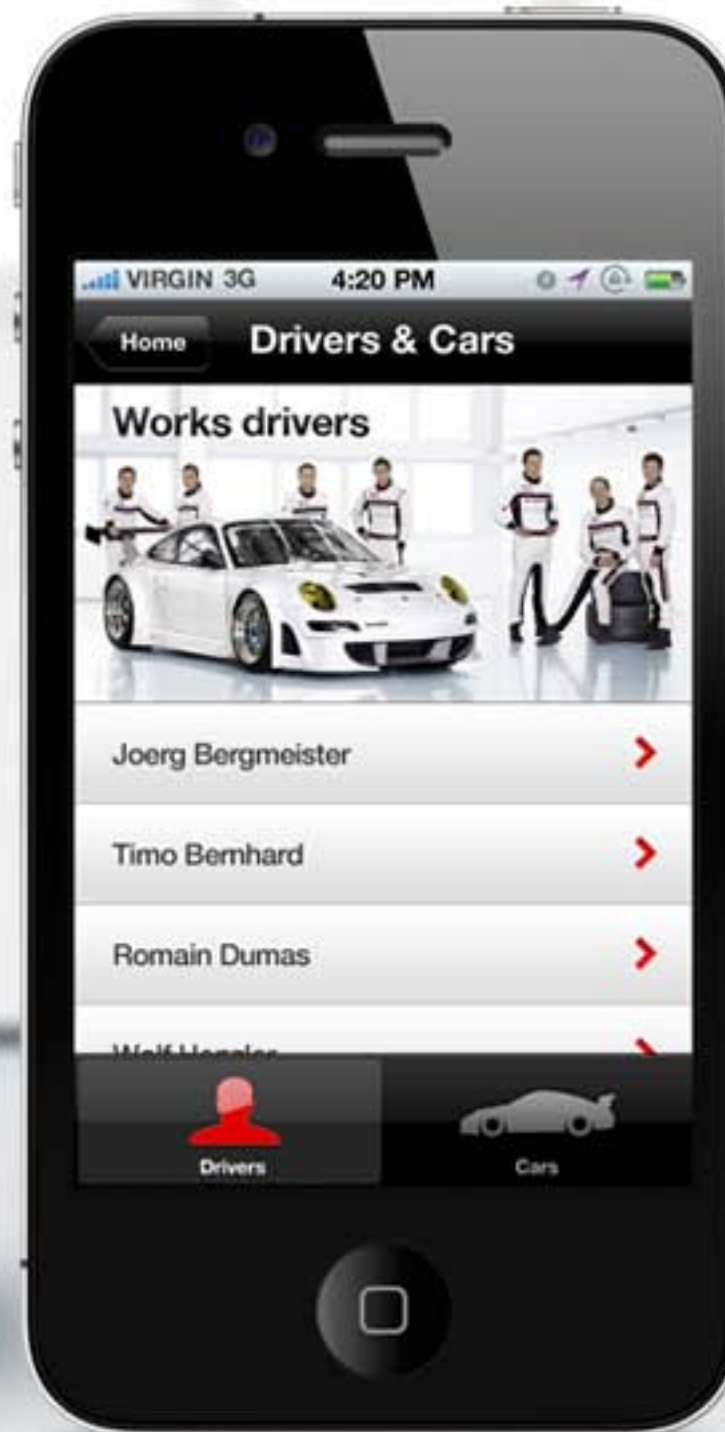 VIRGIN 3G 4:20 PM
Home Drivers & Cars
Works drivers
Joerg Bergmeister
Timo Bernhard
Romain Dumas
Drivers Cars